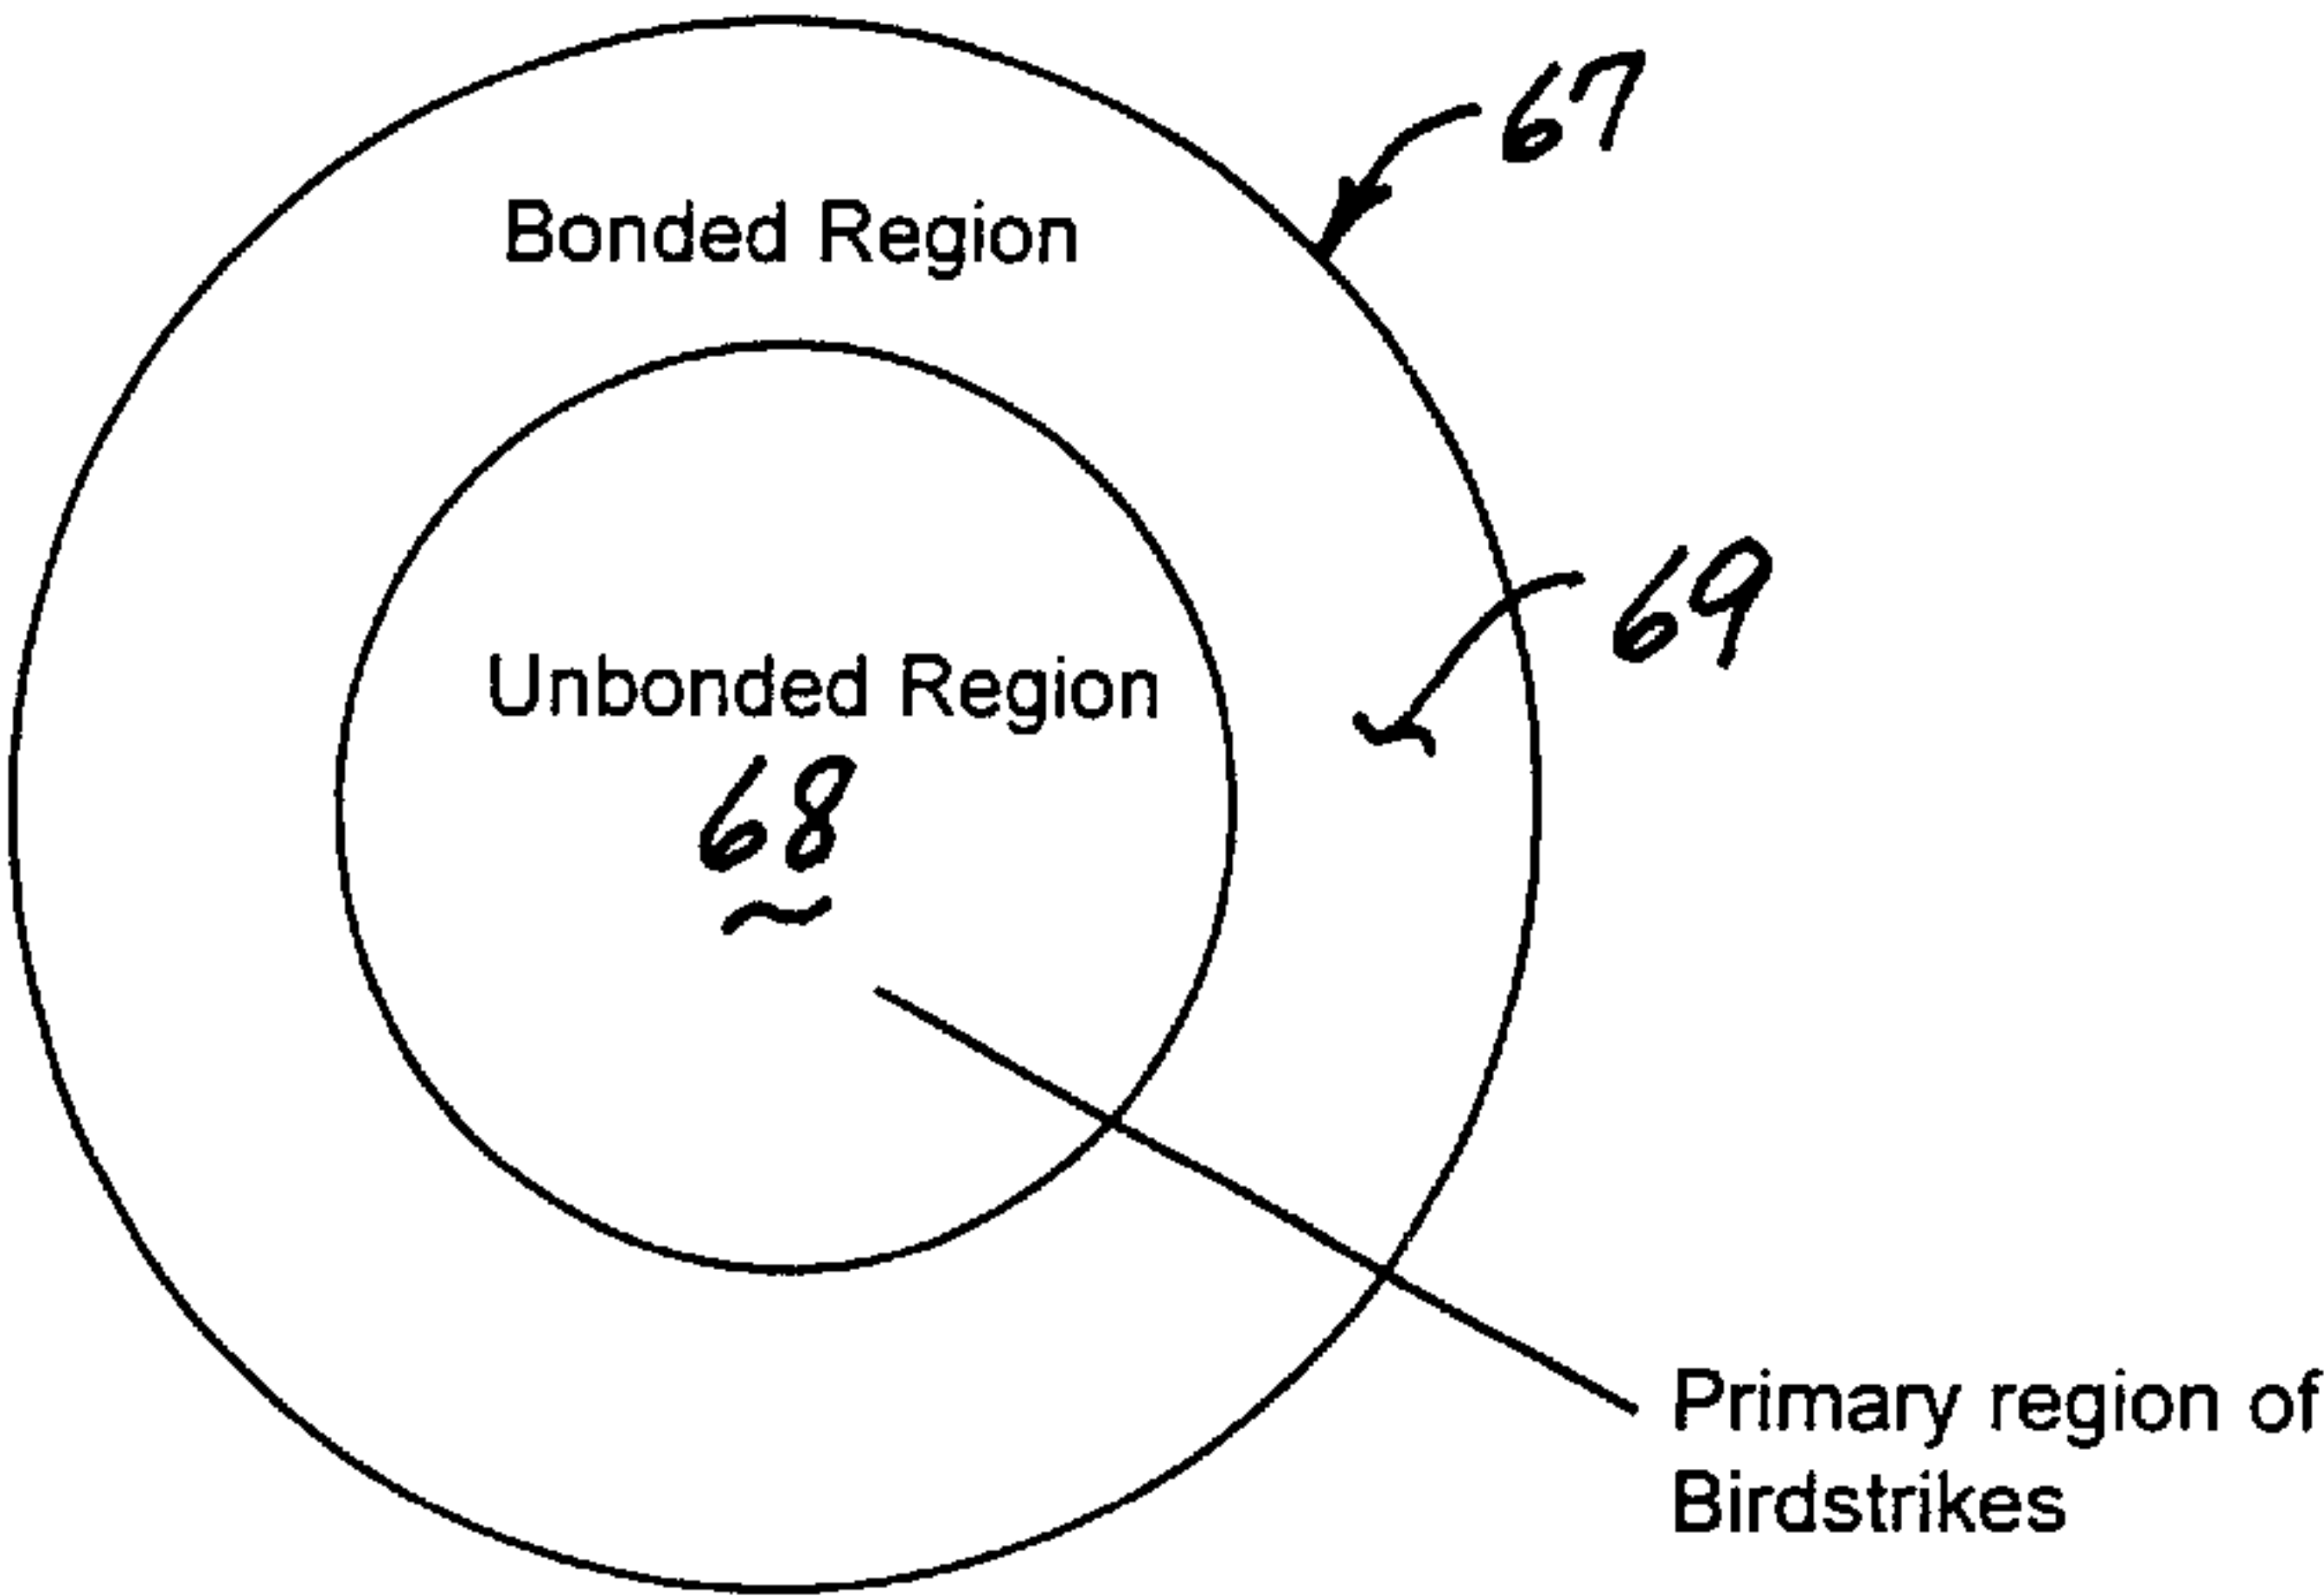 67
Bonded Region
69
Unbonded Region
68
Primary region of
Birdstrikes